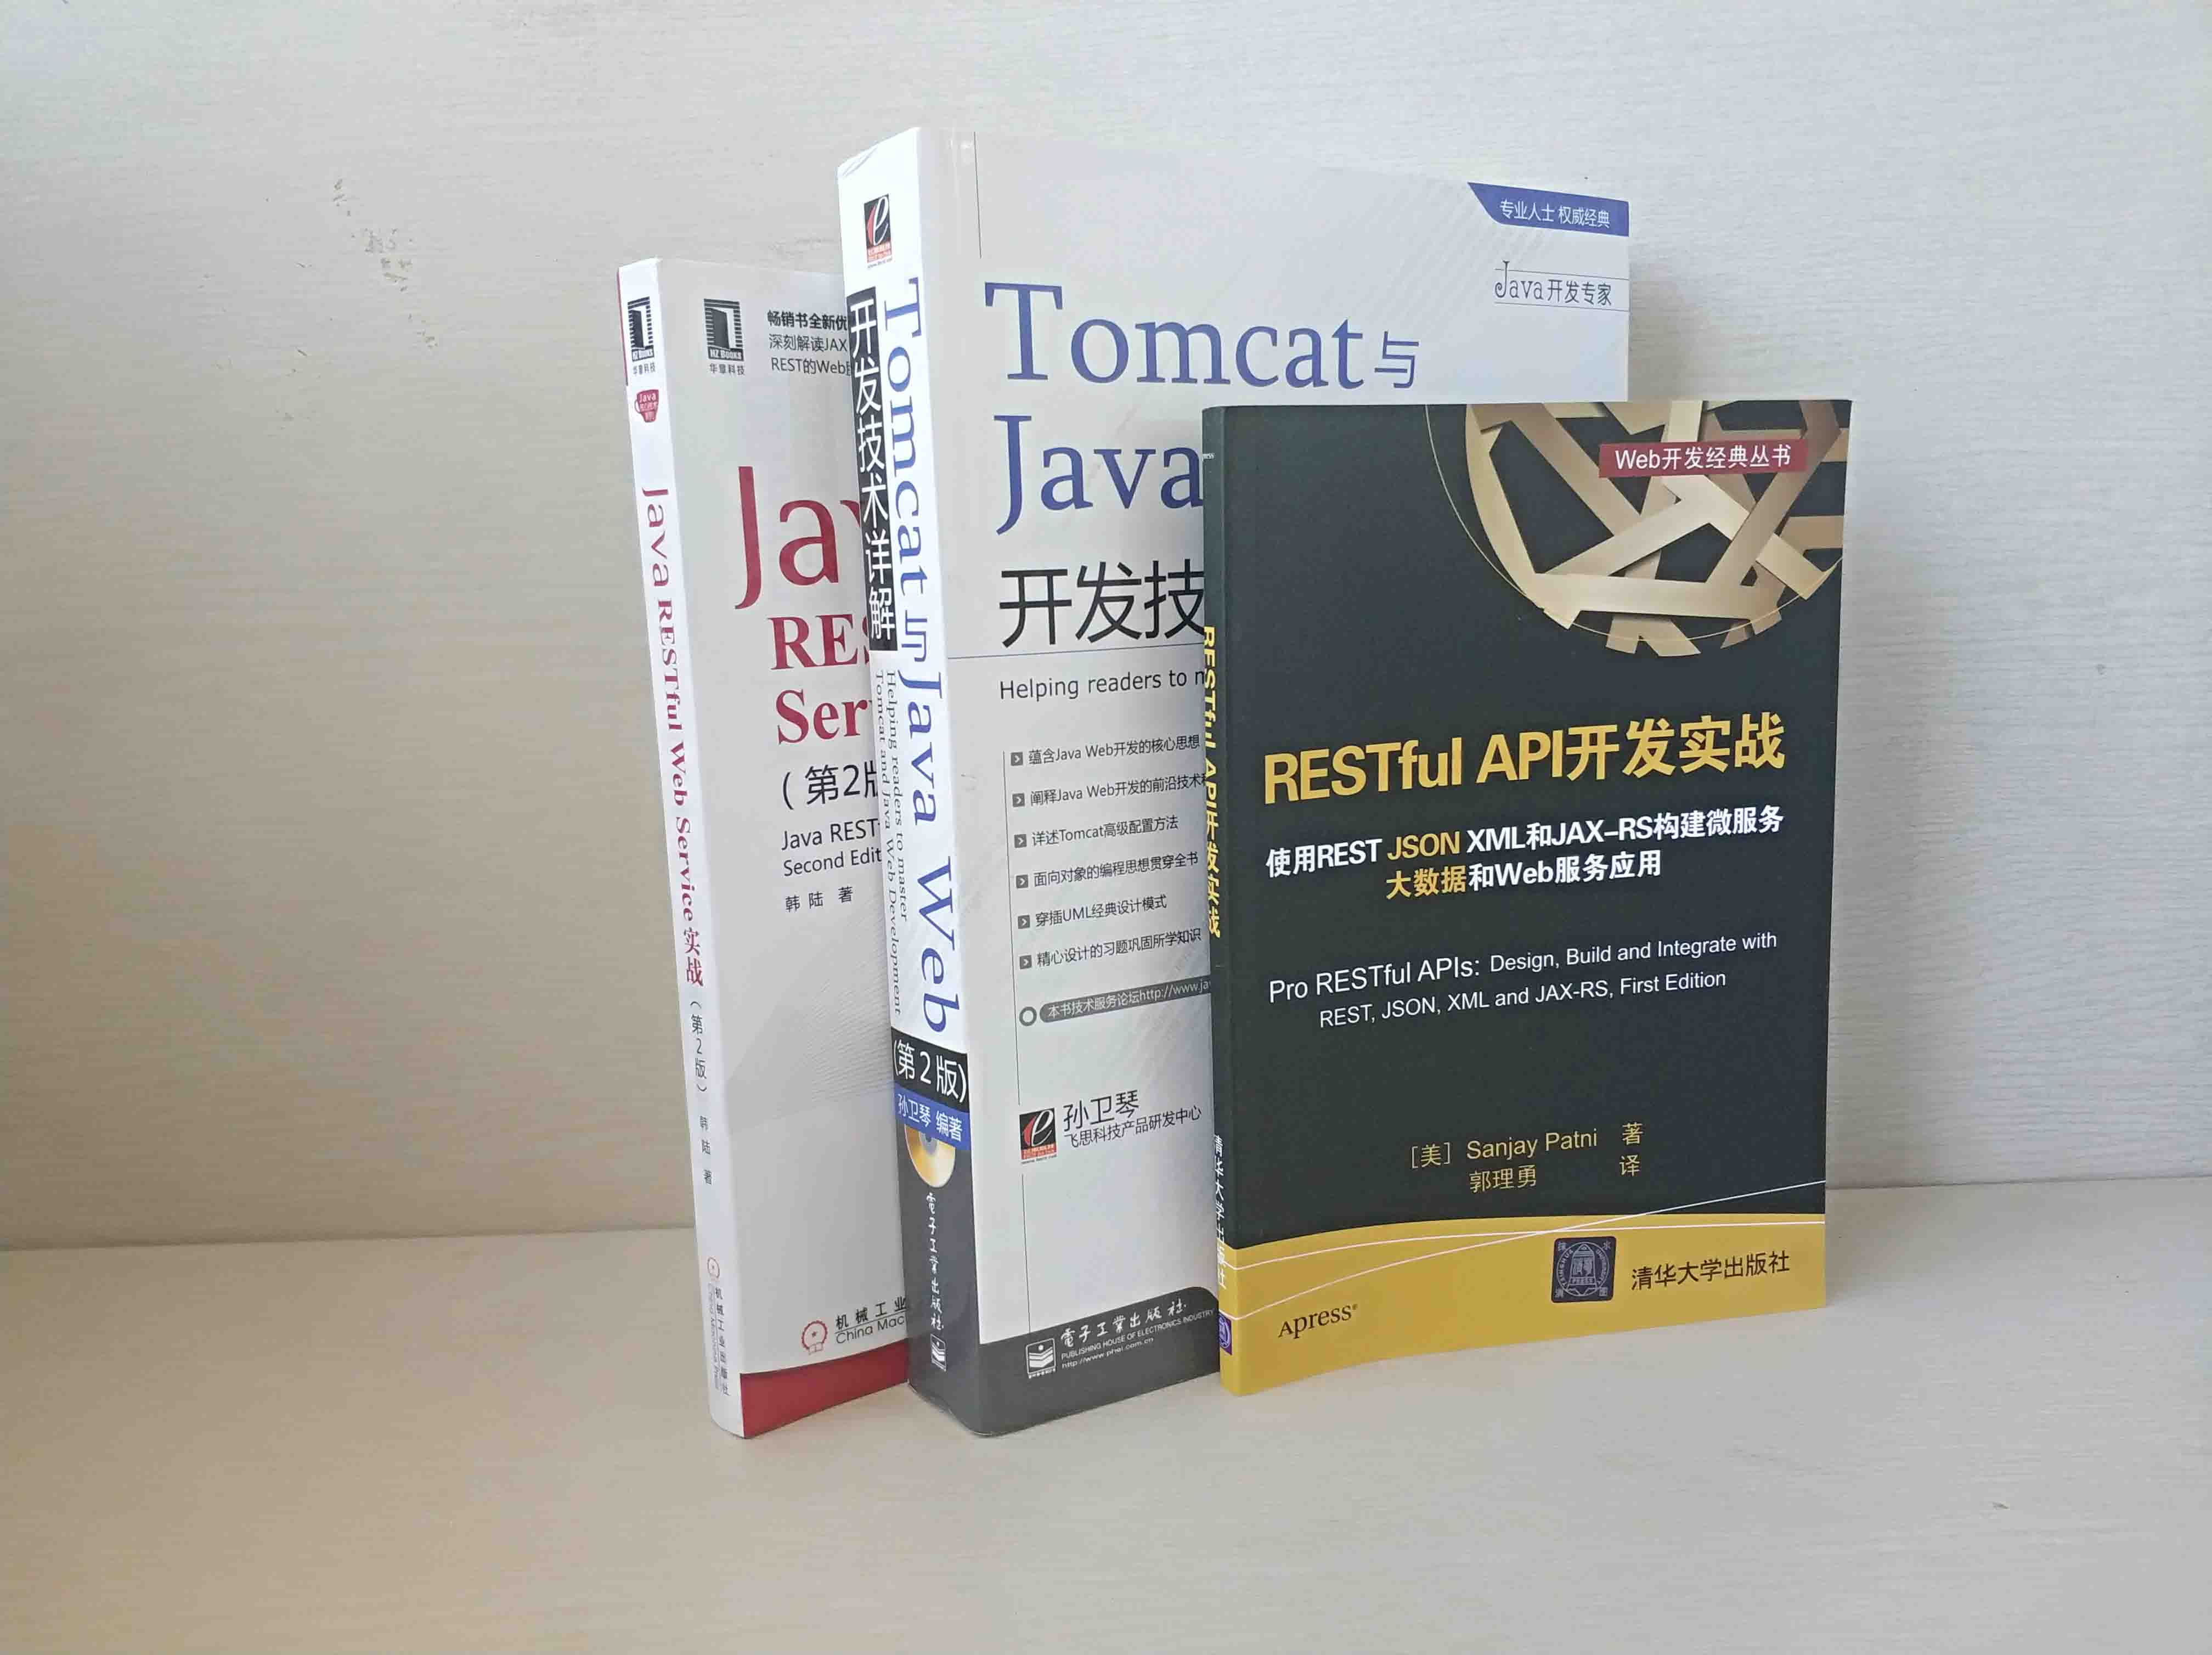 HZ Books
华章科技
Java
Java RESTful Web Service 实战
（第2版）
韩 陆 著
机械工业出版社
China Machine Press
HZ Books
华章科技
畅销书全新优
深刻解读JAX
REST的Web
Ja
RES
Ser
（第2版
Java REST
Second Edit
韩 陆 著
机械工业
China Mac
Tomcat与Java Web
开发技术详解
Helping readers to master
Tomcat and Java Web Development
(第2版)
孙卫琴 编著
電子工業出版社
专业人士 权威经典
Java开发专家
Tomcat与
Java
开发技
Helping readers to m
蕴含Java Web开发的核心思想
阐释Java Web开发的前沿技术
详述Tomcat高级配置方法
面向对象的编程思想贯穿全书
穿插UML经典设计模式
精心设计的习题巩固所学知识
本书技术服务论坛http://www.ja
孙卫琴
飞思科技产品研发中心
電子工業出版社
PUBLISHING HOUSE OF ELECTRONICS INDUSTRY
http://www.phei.com.cn
RESTful API开发实战
清华大学出版社
Web开发经典丛书
RESTful API开发实战
使用REST JSON XML和JAX-RS构建微服务
大数据和Web服务应用
Pro RESTful APIs: Design, Build and Integrate with
REST, JSON, XML and JAX-RS, First Edition
[美] Sanjay Patni 著
郭理勇 译
清华大学出版社
Apress®